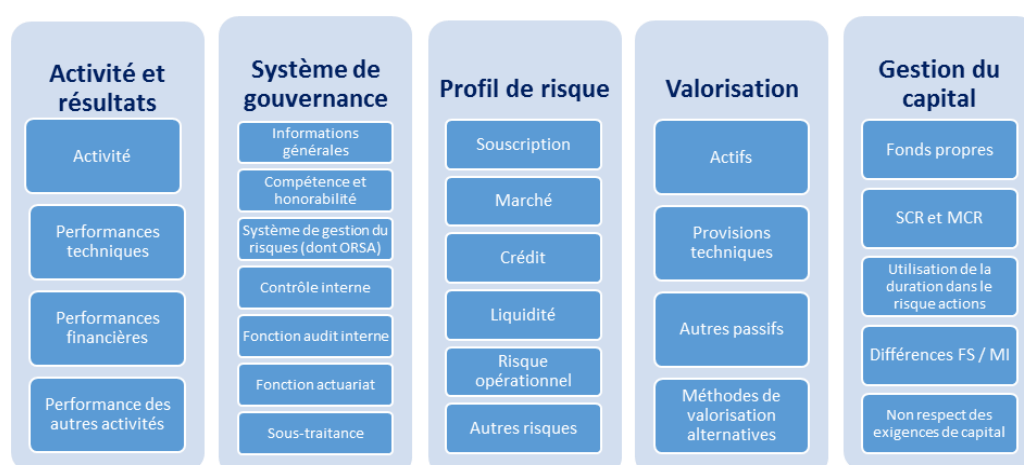 Activité et
résultats
Activité
Performances
techniques
Performances
financières
Performance des
autres activités
Système de
gouvernance
Informations
générales
Compétence et
honorabilité
Système de gestion du
risques (dont ORSA)
Contrôle interne
Fonction audit interne
Fonction actuariat
Sous-traitance
Profil de risque
Souscription
Marché
Crédit
Liquidité
Risque
opérationnel
Autres risques
Valorisation
Actifs
Provisions
techniques
Autres passifs
Méthodes de
valorisation
alternatives
Gestion du
capital
Fonds propres
SCR et MCR
Utilisation de la
duration dans le
risque actions
Différences FS / MI
Non respect des
exigences de capital